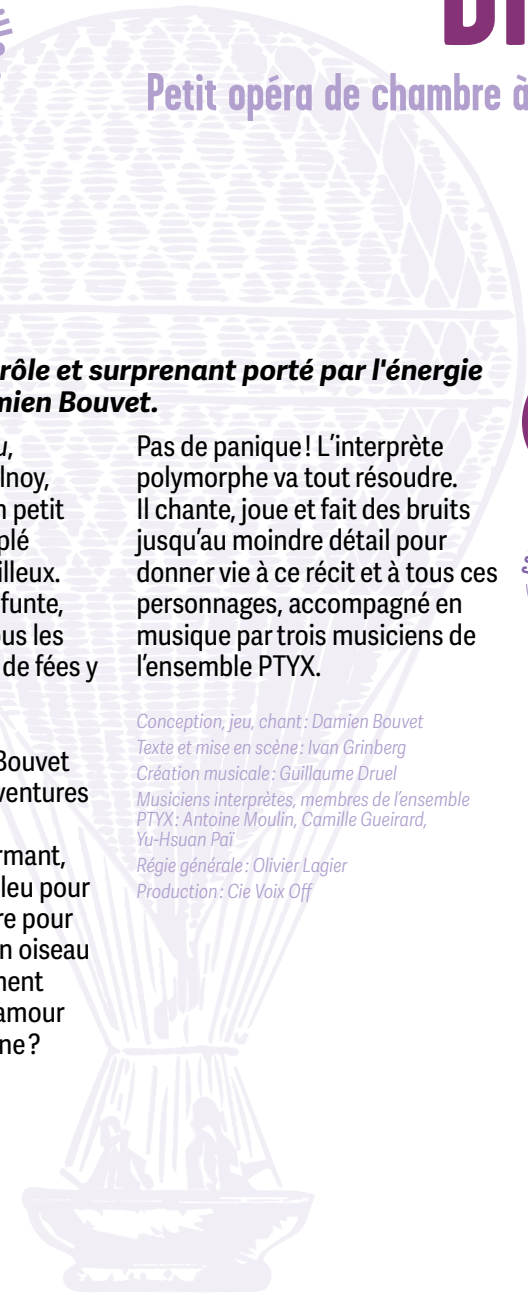 Petit opéra de chambre à
rôle et surprenant porté par l'énergie
mien Bouvet.
u,
lnoy,
n petit
plé
illeux.
funte,
ous les
de fées y
Bouvet
ventures
rmant,
leu pour
re pour
n oiseau
ment
amour
ne ?
Pas de panique ! L’interprète
polymorphe va tout résoudre.
Il chante, joue et fait des bruits
jusqu’au moindre détail pour
donner vie à ce récit et à tous ces
personnages, accompagné en
musique par trois musiciens de
l’ensemble PTYX.
Conception, jeu, chant : Damien Bouvet
Texte et mise en scène : Ivan Grinberg
Création musicale : Guillaume Druel
Musiciens interprètes, membres de l’ensemble
PTYX : Antoine Moulin, Camille Gueirard,
Yu-Hsuan Paï
Régie générale : Olivier Lagier
Production : Cie Voix Off